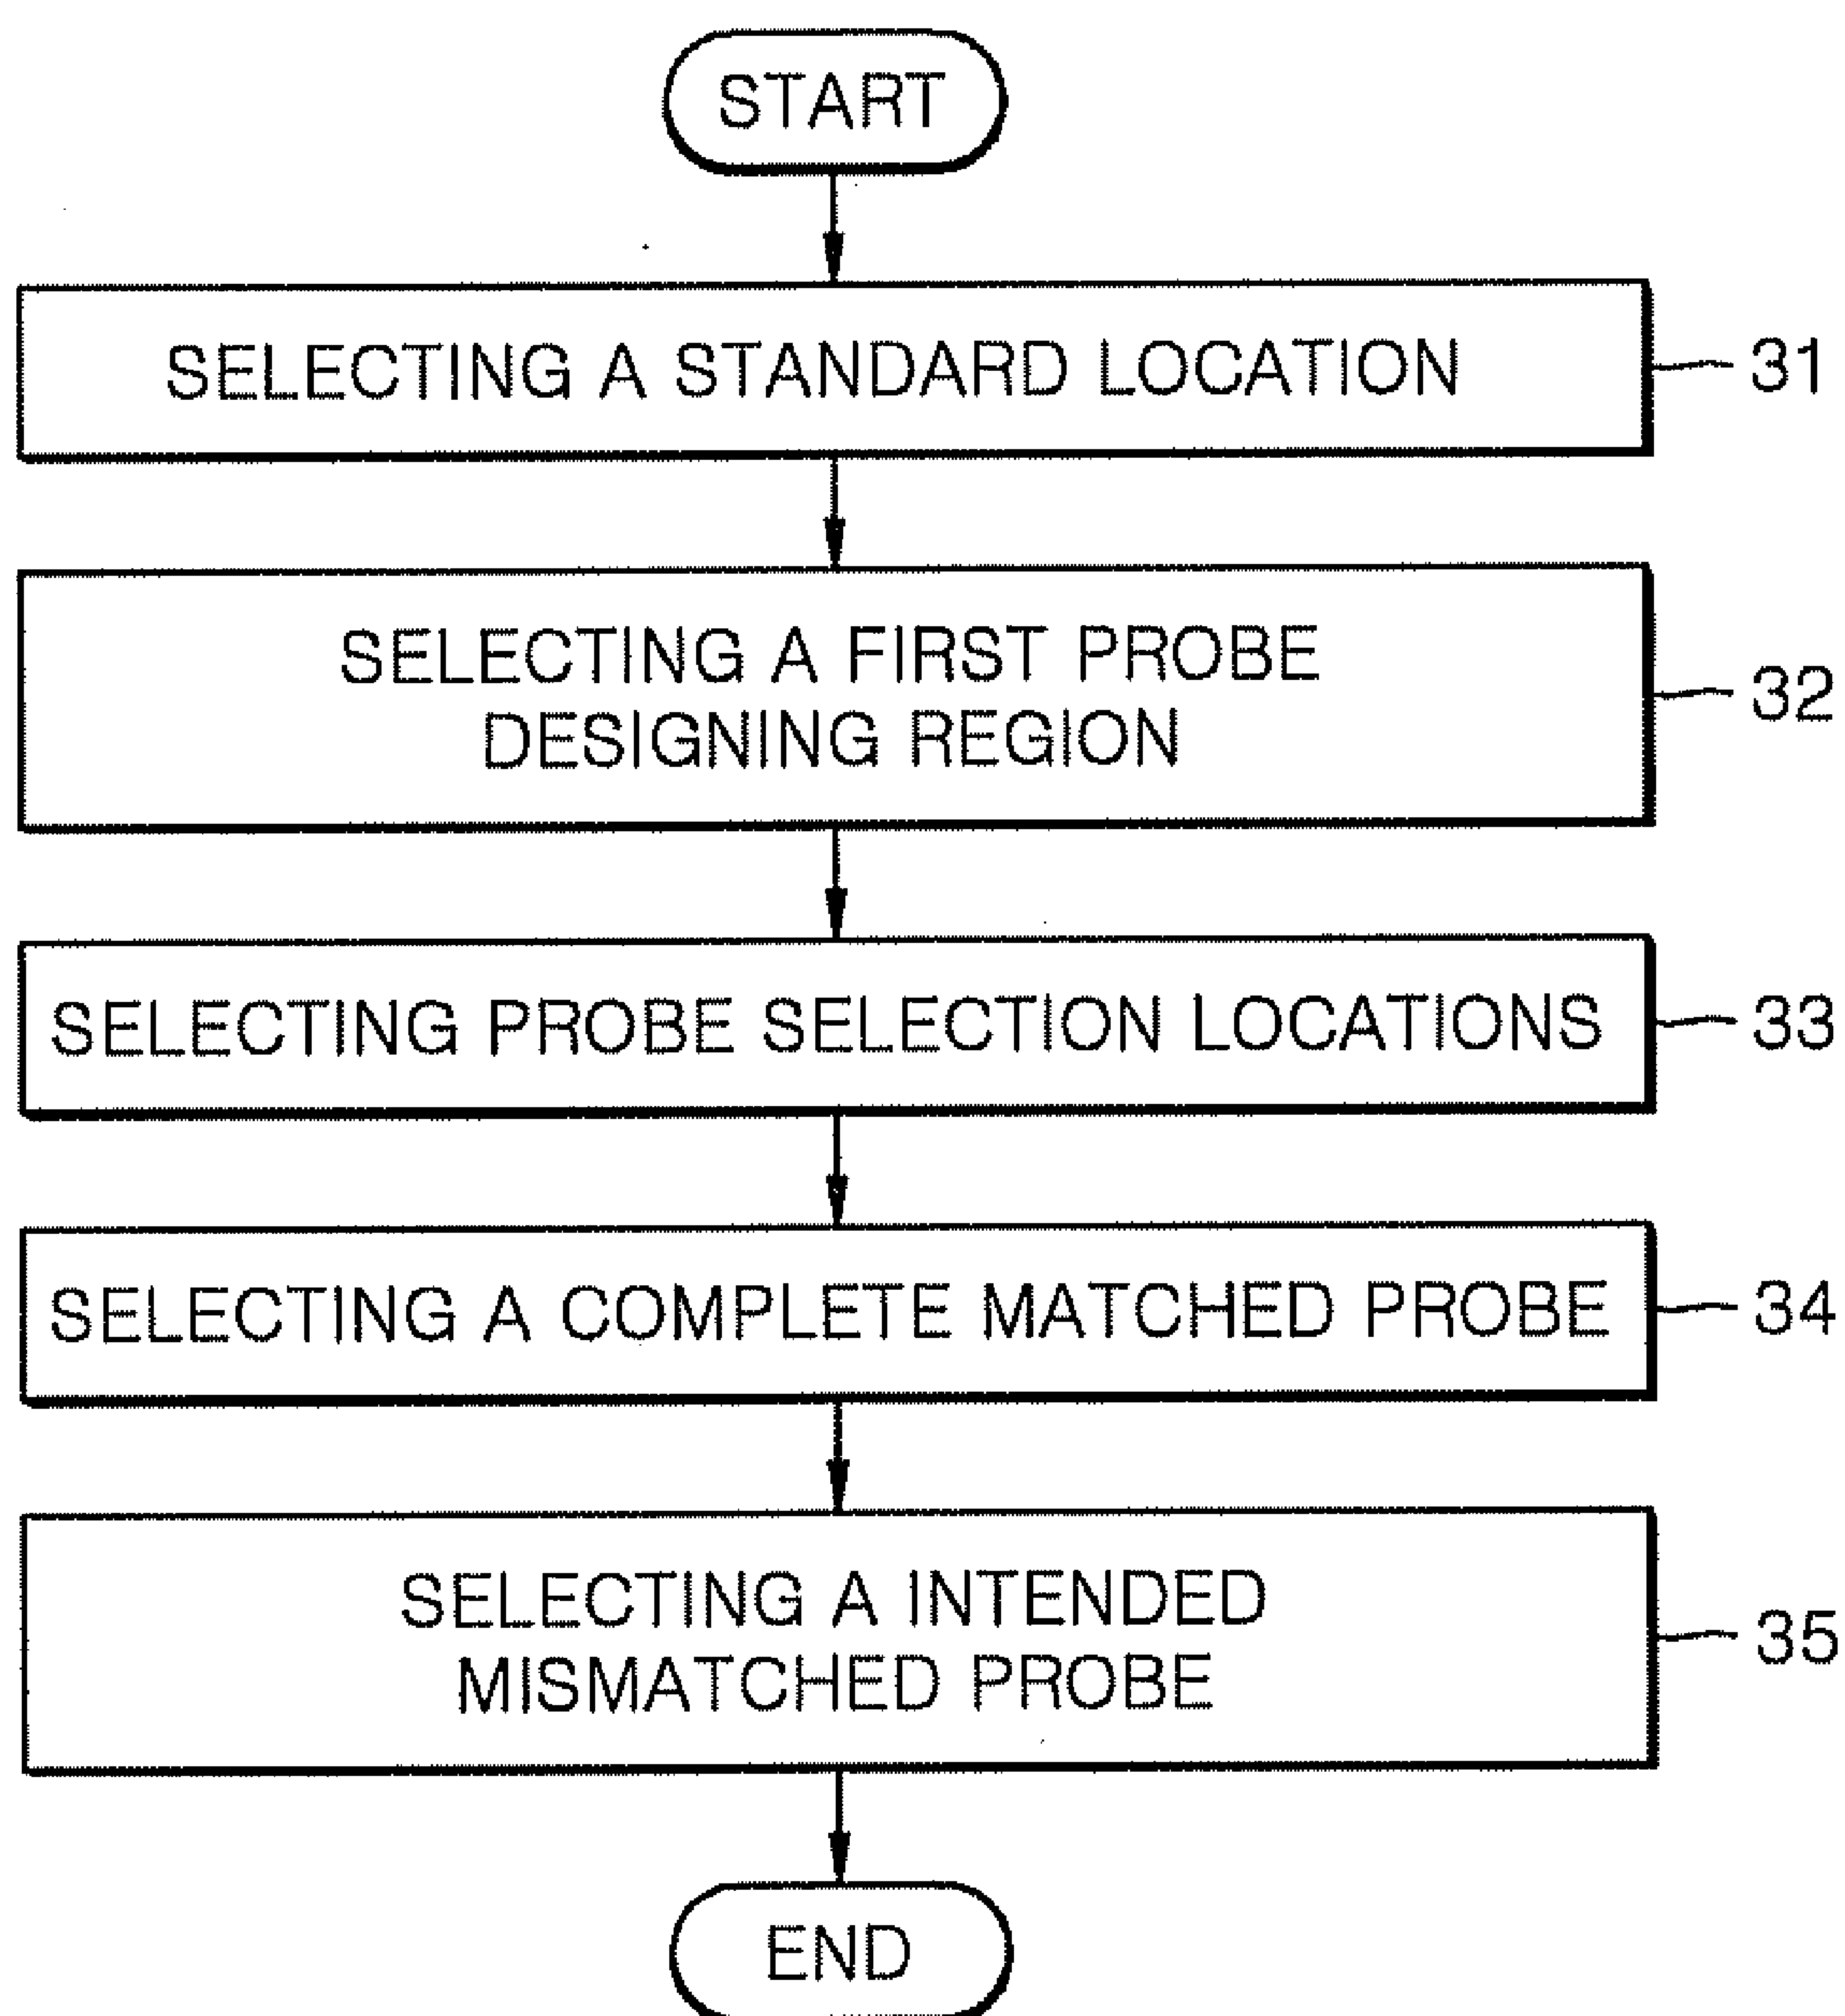 START
SELECTING A STANDARD LOCATION
31
SELECTING A FIRST PROBE
DESIGNING REGION
32
SELECTING PROBE SELECTION LOCATIONS
33
SELECTING A COMPLETE MATCHED PROBE
34
SELECTING A INTENDED
MISMATCHED PROBE
35
END